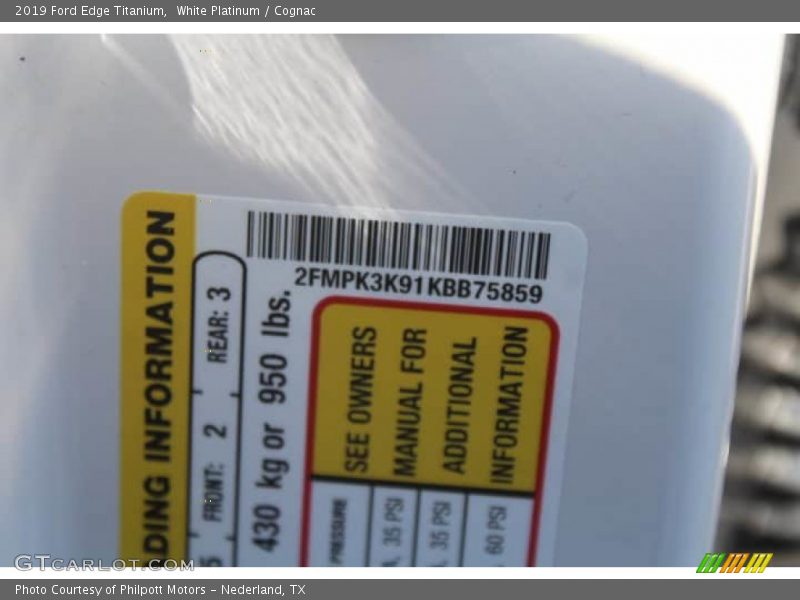 2019 Ford Edge Titanium, White Platinum / Cognac
2FMPK3K91KBB75859
DING INFORMATION
FRONT: 2 REAR: 3
430 kg or 950 lbs.
SEE OWNERS
MANUAL FOR
ADDITIONAL
INFORMATION
PRESSURE
35 PSI
35 PSI
60 PSI
GTCARLOT.COM
Photo Courtesy of Philpott Motors - Nederland, TX